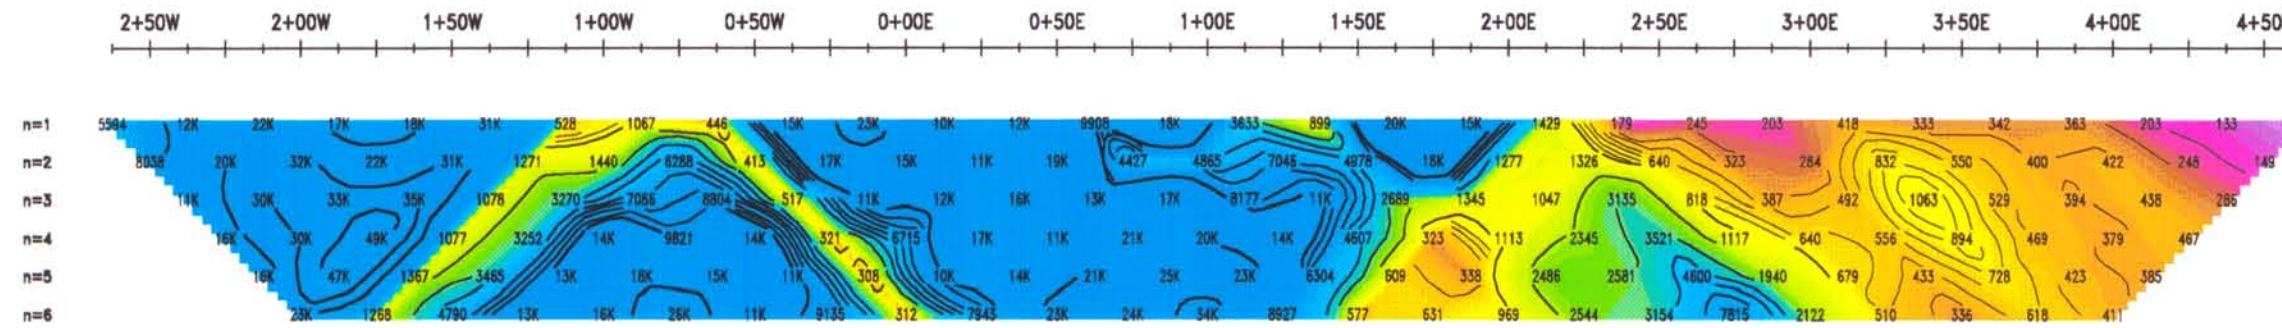 2+50W 2+00W 1+50W 1+00W 0+50W 0+00E 0+50E 1+00E 1+50E 2+00E 2+50E 3+00E 3+50E 4+00E 4+50
n=1 5594 12K 22K 17K 18K 31K 528 1067 446 15K 23K 10K 12K 9908 18K 3633 899 20K 15K 1429 179 245 203 418 333 342 363 203 133
n=2 8038 20K 32K 22K 31K 1271 1440 6288 413 17K 15K 11K 19K 4427 4865 7046 4978 18K 1277 1326 640 323 284 832 550 400 422 248 149
n=3 14K 30K 33K 35K 1078 3270 7086 8804 517 11K 12K 16K 13K 17K 8177 11K 2689 1345 1047 3135 818 387 492 1063 529 394 438 286
n=4 16K 30K 49K 1077 3252 14K 9821 14K 321 6715 17K 11K 21K 20K 14K 4607 323 1113 2345 3521 1117 640 556 894 469 379 467
n=5 16K 47K 1367 3465 13K 18K 15K 11K 308 10K 14K 21K 25K 23K 6304 609 338 2486 2581 4600 1940 679 433 728 423 385
n=6 23K 1268 4790 13K 16K 26K 11K 9135 312 7943 23K 24K 34K 8927 577 631 969 2544 3154 7815 2122 510 336 618 411